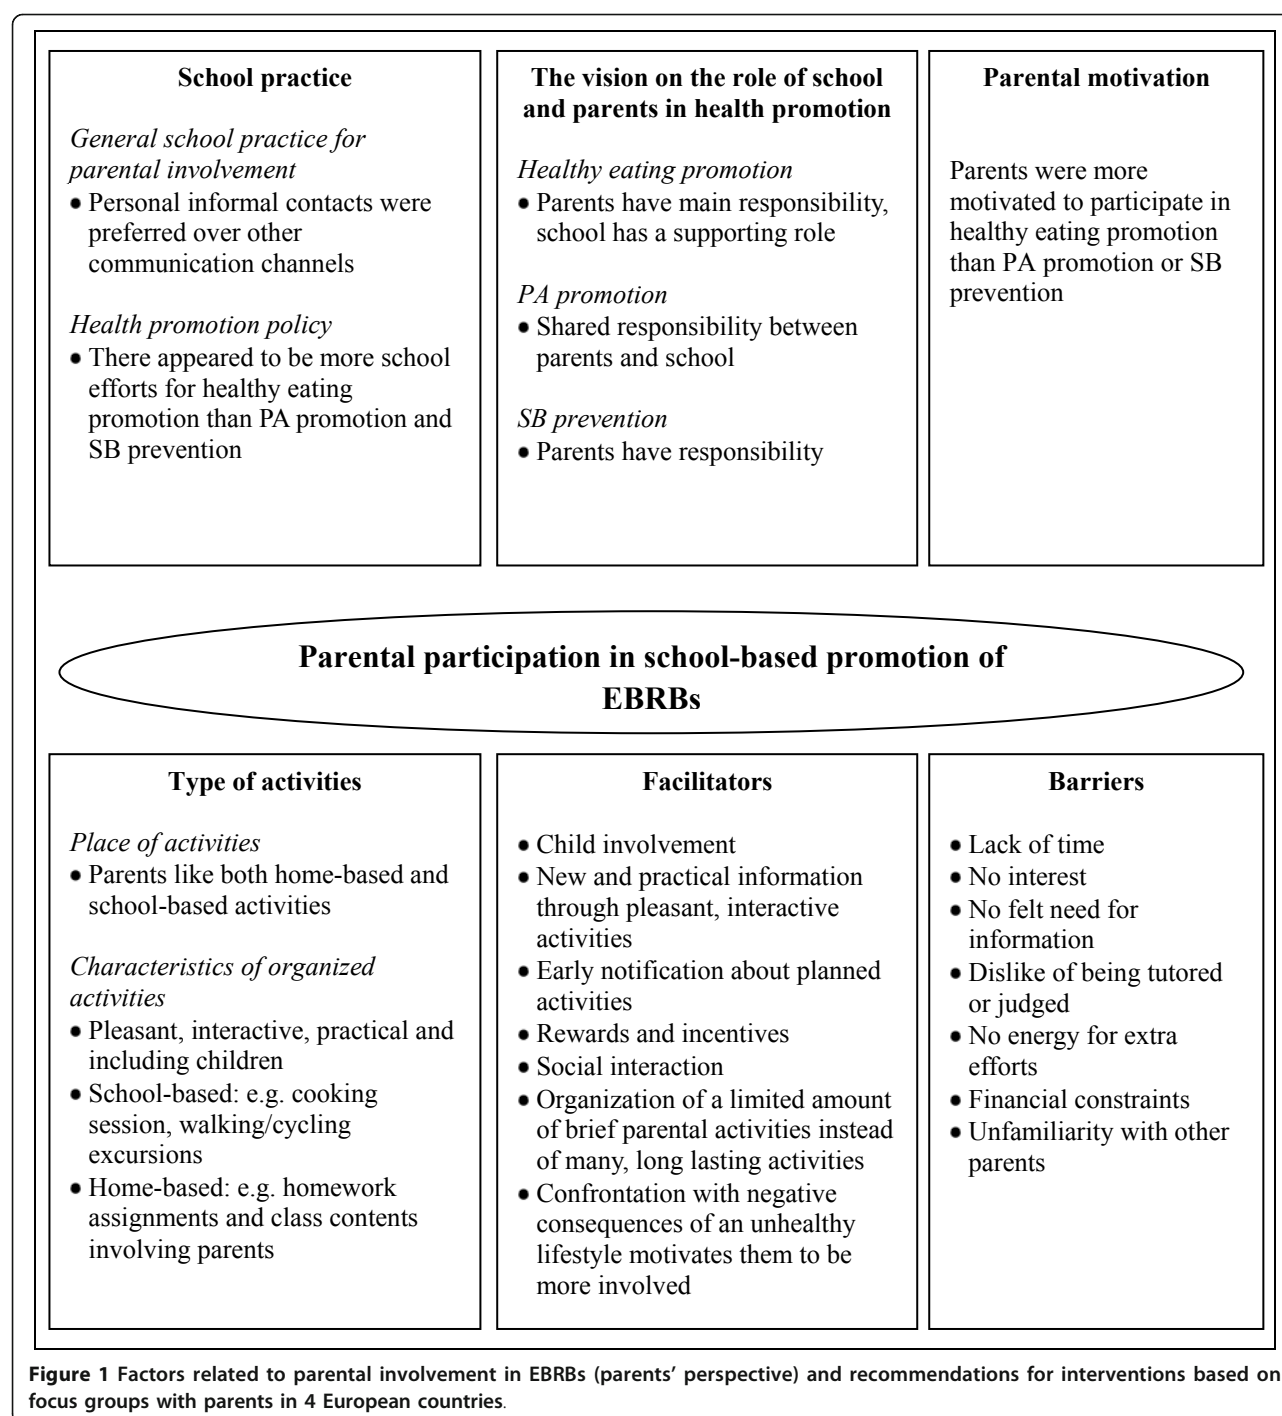 School practice
General school practice for
parental involvement
• Personal informal contacts were
preferred over other
communication channels
Health promotion policy
• There appeared to be more school
efforts for healthy eating
promotion than PA promotion and
SB prevention
The vision on the role of school
and parents in health promotion
Healthy eating promotion
• Parents have main responsibility,
school has a supporting role
PA promotion
• Shared responsibility between
parents and school
SB prevention
• Parents have responsibility
Parental motivation
Parents were more
motivated to participate in
healthy eating promotion
than PA promotion or SB
prevention
Parental participation in school-based promotion of
EBRBs
Type of activities
Place of activities
• Parents like both home-based and
school-based activities
Characteristics of organized
activities
• Pleasant, interactive, practical and
including children
• School-based: e.g. cooking
session, walking/cycling
excursions
• Home-based: e.g. homework
assignments and class contents
involving parents
Facilitators
• Child involvement
• New and practical information
through pleasant, interactive
activities
• Early notification about planned
activities
• Rewards and incentives
• Social interaction
• Organization of a limited amount
of brief parental activities instead
of many, long lasting activities
• Confrontation with negative
consequences of an unhealthy
lifestyle motivates them to be
more involved
Barriers
• Lack of time
• No interest
• No felt need for
information
• Dislike of being tutored
or judged
• No energy for extra
efforts
• Financial constraints
• Unfamiliarity with other
parents
Figure 1 Factors related to parental involvement in EBRBs (parents' perspective) and recommendations for interventions based on
focus groups with parents in 4 European countries.